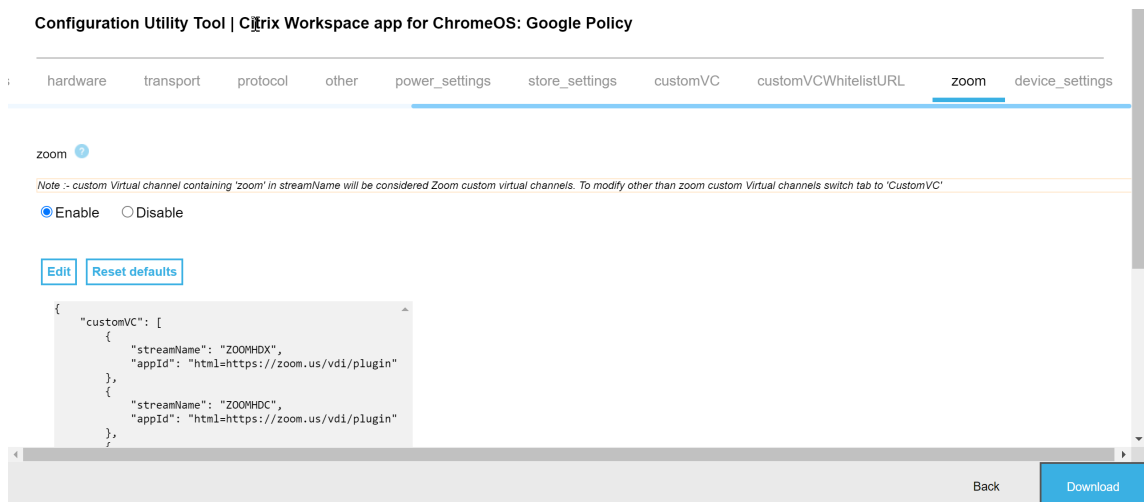 Configuration Utility Tool | Citrix Workspace app for ChromeOS: Google Policy
s hardware transport protocol other power_settings store_settings customVC customVCWhitelistURL zoom device_settings
zoom ?
Note :- custom Virtual channel containing 'zoom' in streamName will be considered Zoom custom virtual channels. To modify other than zoom custom Virtual channels switch tab to 'CustomVC'
Enable Disable
Edit Reset defaults
{
"customVC": [
{
"streamName": "ZOOMHDX",
"appId": "html=https://zoom.us/vdi/plugin"
},
{
"streamName": "ZOOMHDC",
"appId": "html=https://zoom.us/vdi/plugin"
},
{
Back Download